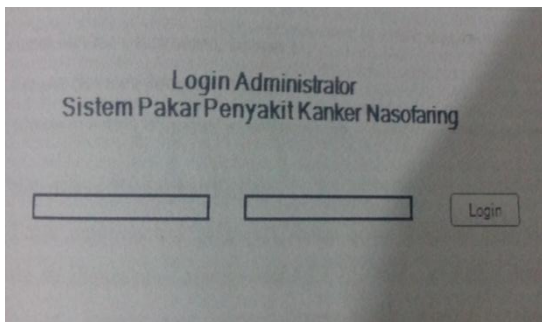 Login Administrator
Sistem Pakar Penyakit Kanker Nasofaring
Login